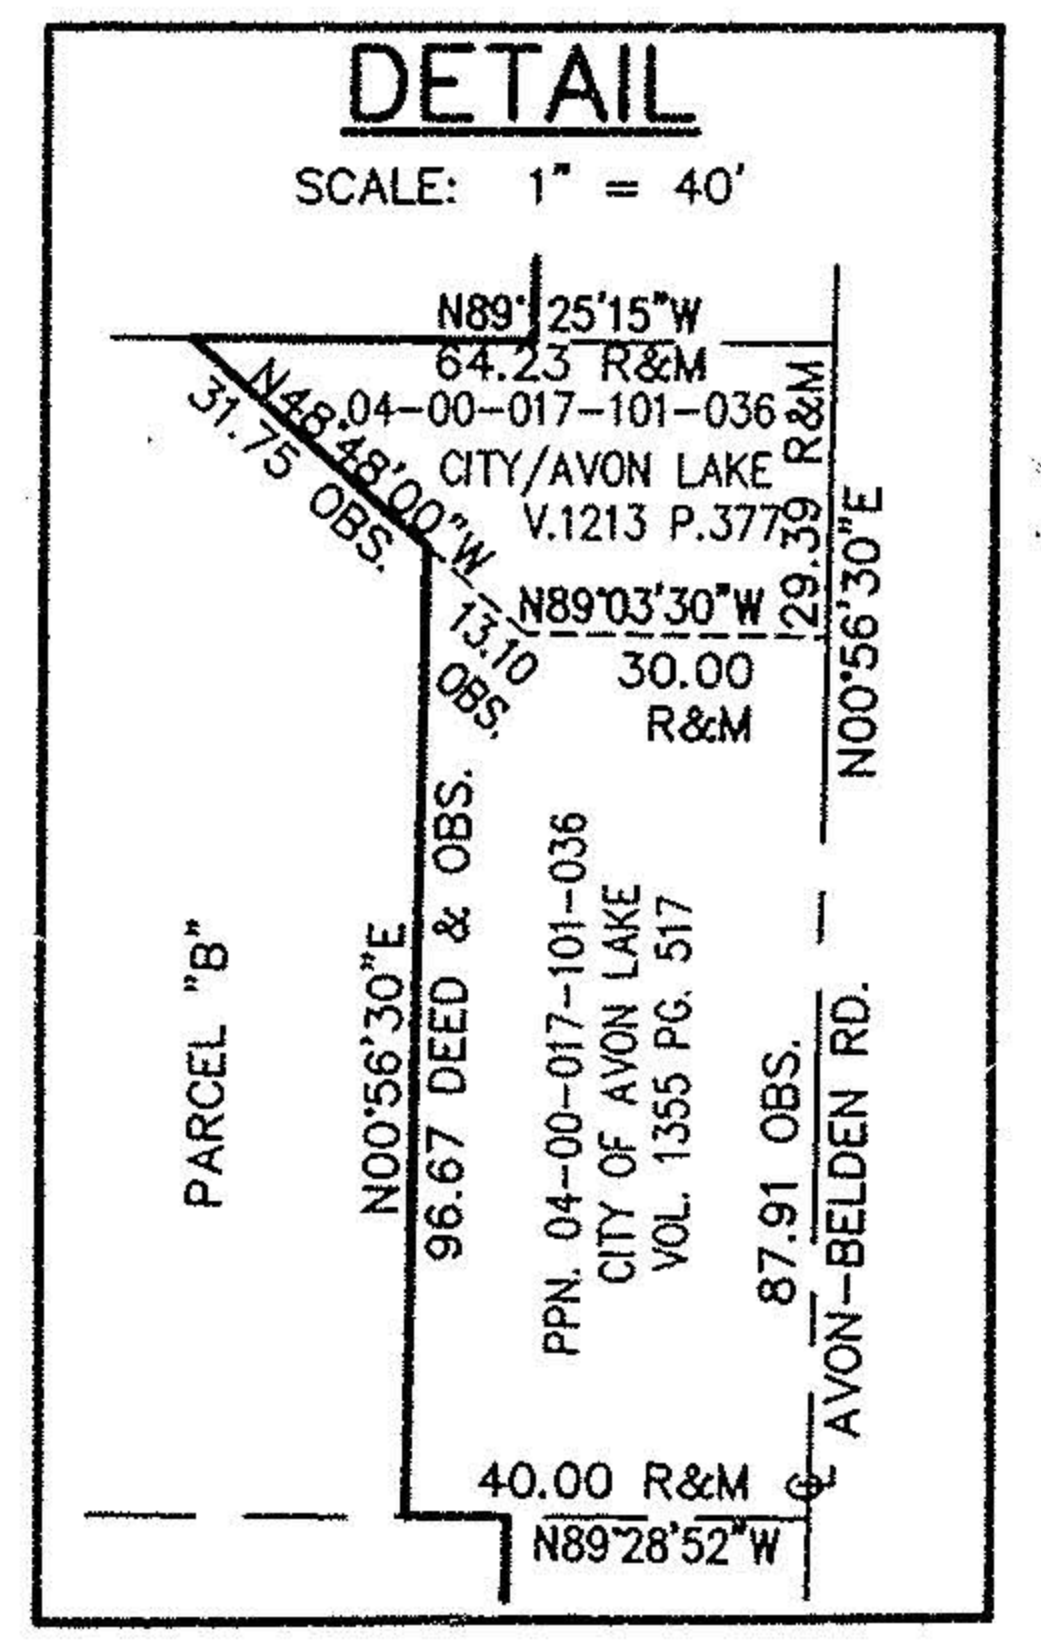 DETAIL
SCALE: 1" = 40'
N89°25'15"W
64.23 R&M
04-00-017-101-036
CITY/AVON LAKE
V.1213 P.377
N48°48'00"W
31.75 OBS.
29.39 R&M
N00°56'30"E
N89°03'30"W
30.00
R&M
13.10
OBS.
PARCEL "B"
N00°56'30"E
96.67 DEED & OBS.
PPN. 04-00-017-101-036
CITY OF AVON LAKE
VOL. 1355 PG. 517
87.91 OBS.
AVON-BELDEN RD.
40.00 R&M
℄
N89°28'52"W